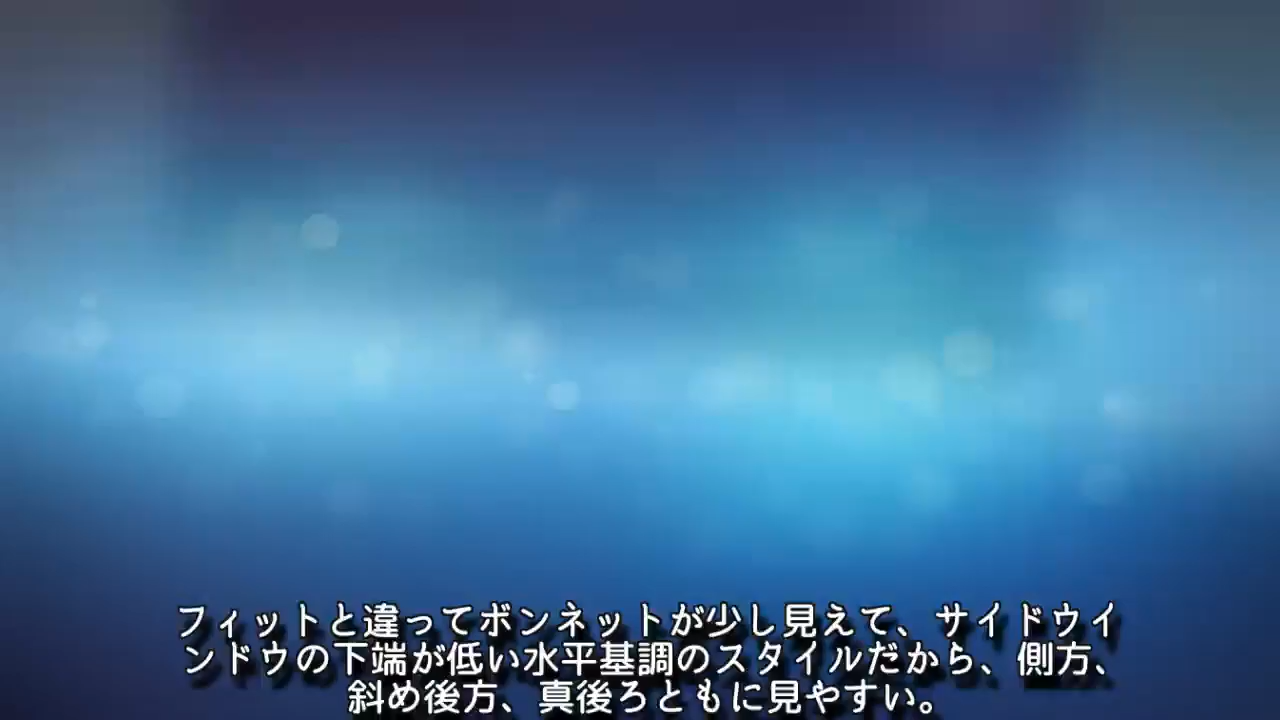 フィットと違ってボンネットが少し見えて、サイドウイ
ンドウの下端が低い水平基調のスタイルだから、側方、
斜め後方、真後ろともに見やすい。